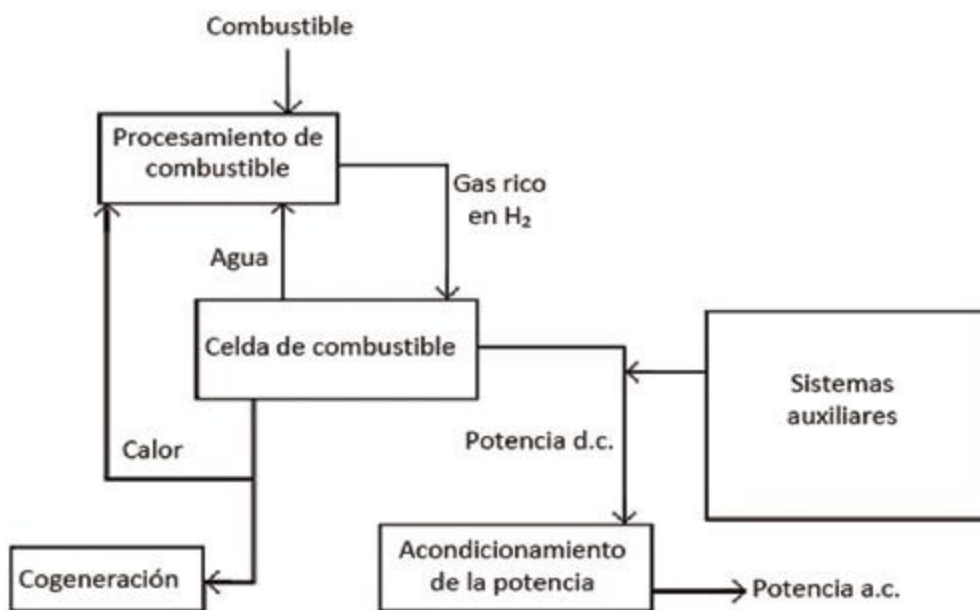 Combustible
Procesamiento de
combustible
Gas rico
en H₂
Agua
Celda de combustible
Sistemas
auxiliares
Calor
Potencia d.c.
Cogeneración
Acondicionamiento
de la potencia
Potencia a.c.